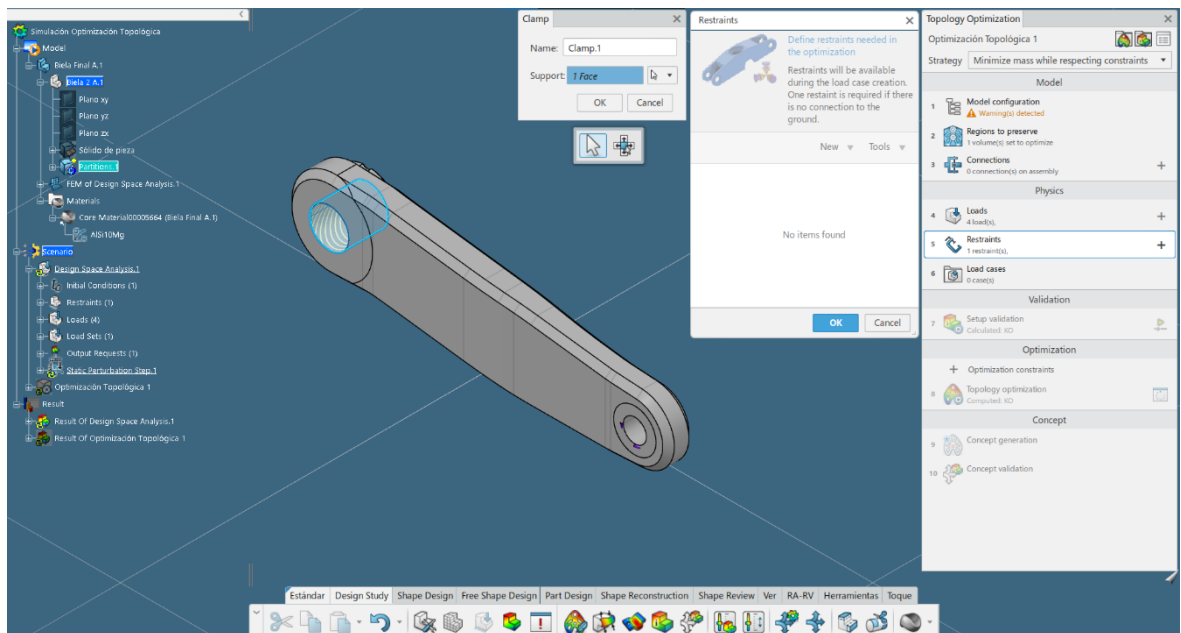 Simulación Optimización Topológica
Model
Biela Final A.1
Biela 2 A.1
Plano xy
Plano yz
Plano zx
Sólido de pieza
Partitions.1
FEM of Design Space Analysis.1
Materials
Core Material00005664 (Biela Final A.1)
AlSi10Mg
Scenario
Design Space Analysis.1
Initial Conditions (1)
Restraints (1)
Loads (4)
Load Sets (1)
Output Requests (1)
Static Perturbation Step.1
Optimización Topológica 1
Result
Result Of Design Space Analysis.1
Result Of Optimización Topológica 1
Clamp
Name: Clamp.1
Support: 1 Face
OK Cancel
Restraints
Define restraints needed in
the optimization
Restraints will be available
during the load case creation.
One restaint is required if there
is no connection to the
ground.
New Tools
No items found
OK Cancel
Topology Optimization
Optimización Topológica 1
Strategy Minimize mass while respecting constraints
Model
1 Model configuration
Warning(s) detected
2 Regions to preserve
1 volume(s) set to optimize
3 Connections
0 connection(s) on assembly
Physics
4 Loads
4 load(s),
5 Restraints
1 restraint(s),
6 Load cases
0 case(s)
Validation
7 Setup validation
Calculated: KO
Optimization
Optimization constraints
8 Topology optimization
Computed: KO
Concept
9 Concept generation
10 Concept validation
Estándar Design Study Shape Design Free Shape Design Part Design Shape Reconstruction Shape Review Ver RA-RV Herramientas Toque